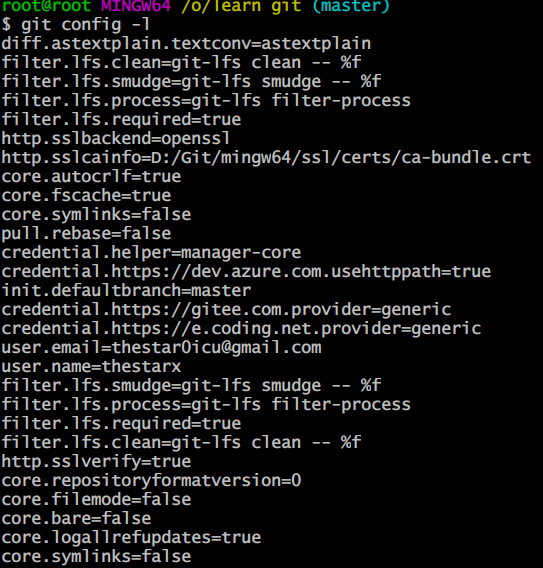 root@root MINGW64 /o/learn git (master)
$ git config -l
diff.astextplain.textconv=astextplain
filter.lfs.clean=git-lfs clean -- %f
filter.lfs.smudge=git-lfs smudge -- %f
filter.lfs.process=git-lfs filter-process
filter.lfs.required=true
http.sslbackend=openssl
http.sslcainfo=D:/Git/mingw64/ssl/certs/ca-bundle.crt
core.autocrlf=true
core.fscache=true
core.symlinks=false
pull.rebase=false
credential.helper=manager-core
credential.https://dev.azure.com.usehttppath=true
init.defaultbranch=master
credential.https://gitee.com.provider=generic
credential.https://e.coding.net.provider=generic
user.email=thestar0icu@gmail.com
user.name=thestarx
filter.lfs.smudge=git-lfs smudge -- %f
filter.lfs.process=git-lfs filter-process
filter.lfs.required=true
filter.lfs.clean=git-lfs clean -- %f
http.sslverify=true
core.repositoryformatversion=0
core.filemode=false
core.bare=false
core.logallrefupdates=true
core.symlinks=false